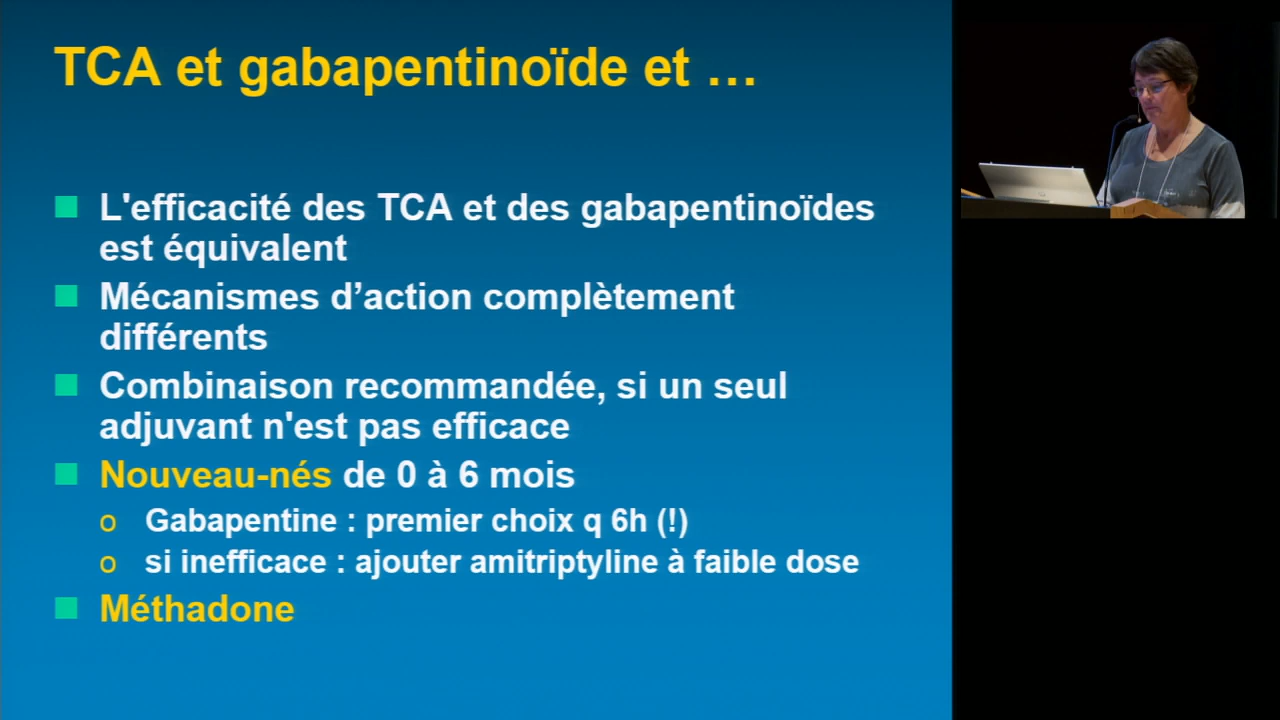 TCA et gabapentinoïde et …
L'efficacité des TCA et des gabapentinoïdes
est équivalent
Mécanismes d’action complètement
différents
Combinaison recommandée, si un seul
adjuvant n'est pas efficace
Nouveau-nés de 0 à 6 mois
o Gabapentine : premier choix q 6h (!)
o si inefficace : ajouter amitriptyline à faible dose
Méthadone